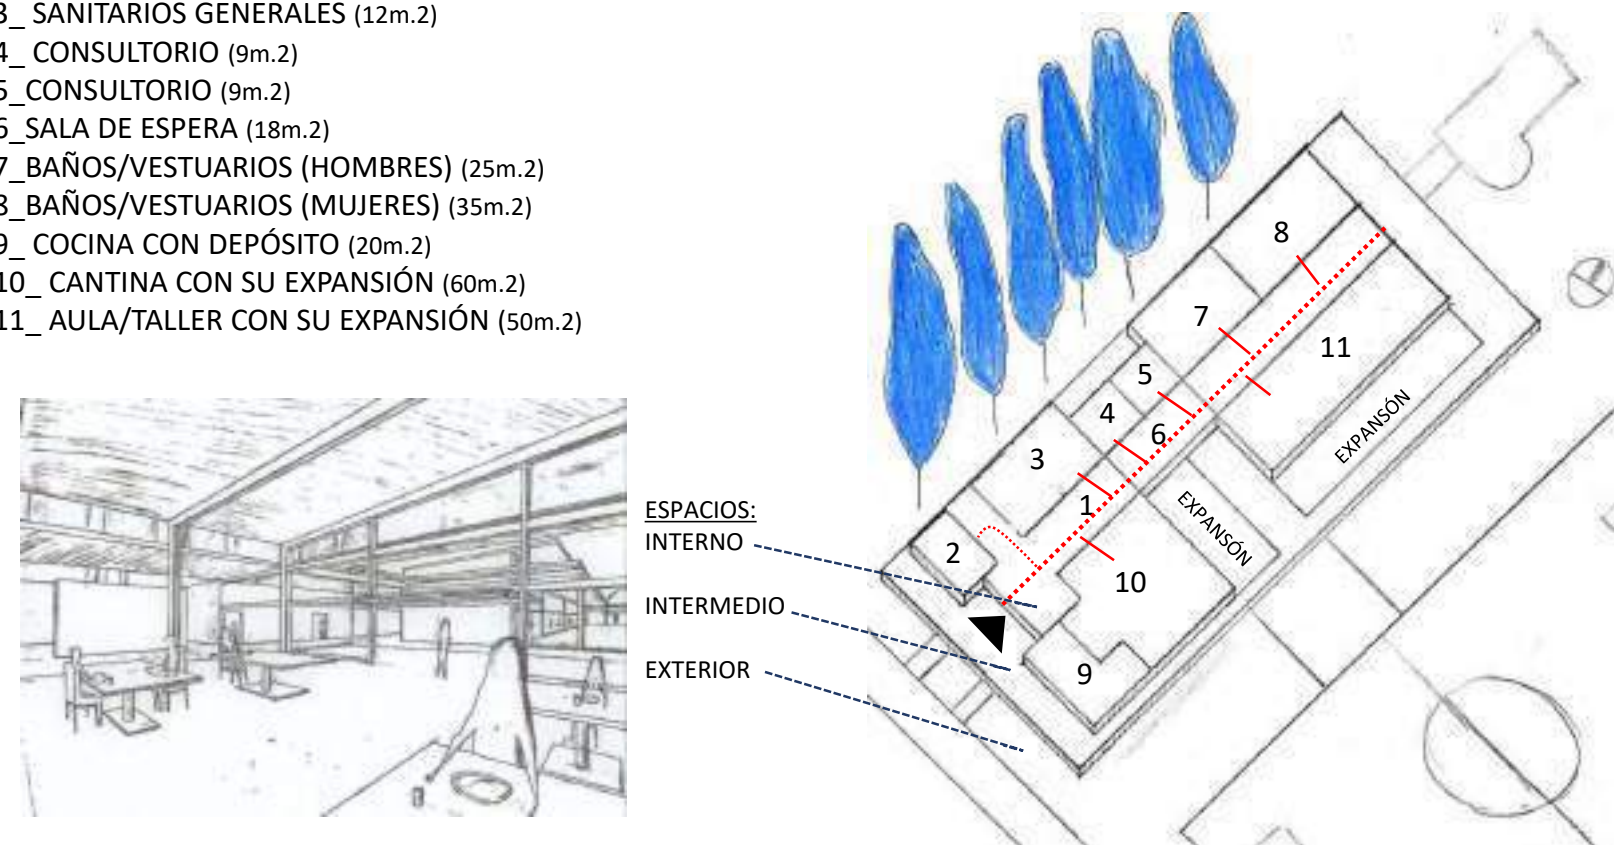 3_ SANITARIOS GENERALES (12m.2)
4_ CONSULTORIO (9m.2)
5_CONSULTORIO (9m.2)
6_SALA DE ESPERA (18m.2)
7_BAÑOS/VESTUARIOS (HOMBRES) (25m.2)
8_BAÑOS/VESTUARIOS (MUJERES) (35m.2)
9_ COCINA CON DEPÓSITO (20m.2)
10_ CANTINA CON SU EXPANSIÓN (60m.2)
11_ AULA/TALLER CON SU EXPANSIÓN (50m.2)
ESPACIOS:
INTERNO
INTERMEDIO
EXTERIOR
8
7
11
5
4
6
EXPANSÓN
3
1
EXPANSÓN
2
10
9